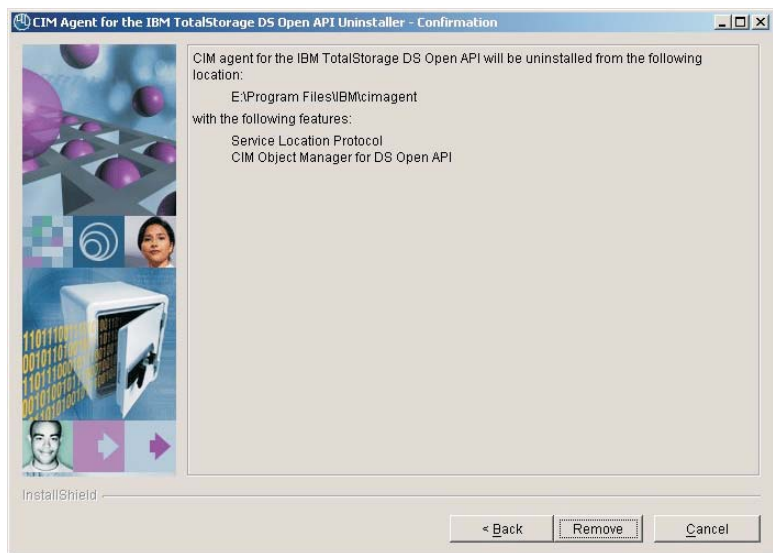 CIM Agent for the IBM TotalStorage DS Open API Uninstaller - Confirmation
CIM agent for the IBM TotalStorage DS Open API will be uninstalled from the following
location:
E:\Program Files\IBM\cimagent
with the following features:
Service Location Protocol
CIM Object Manager for DS Open API
InstallShield
< Back
Remove
Cancel